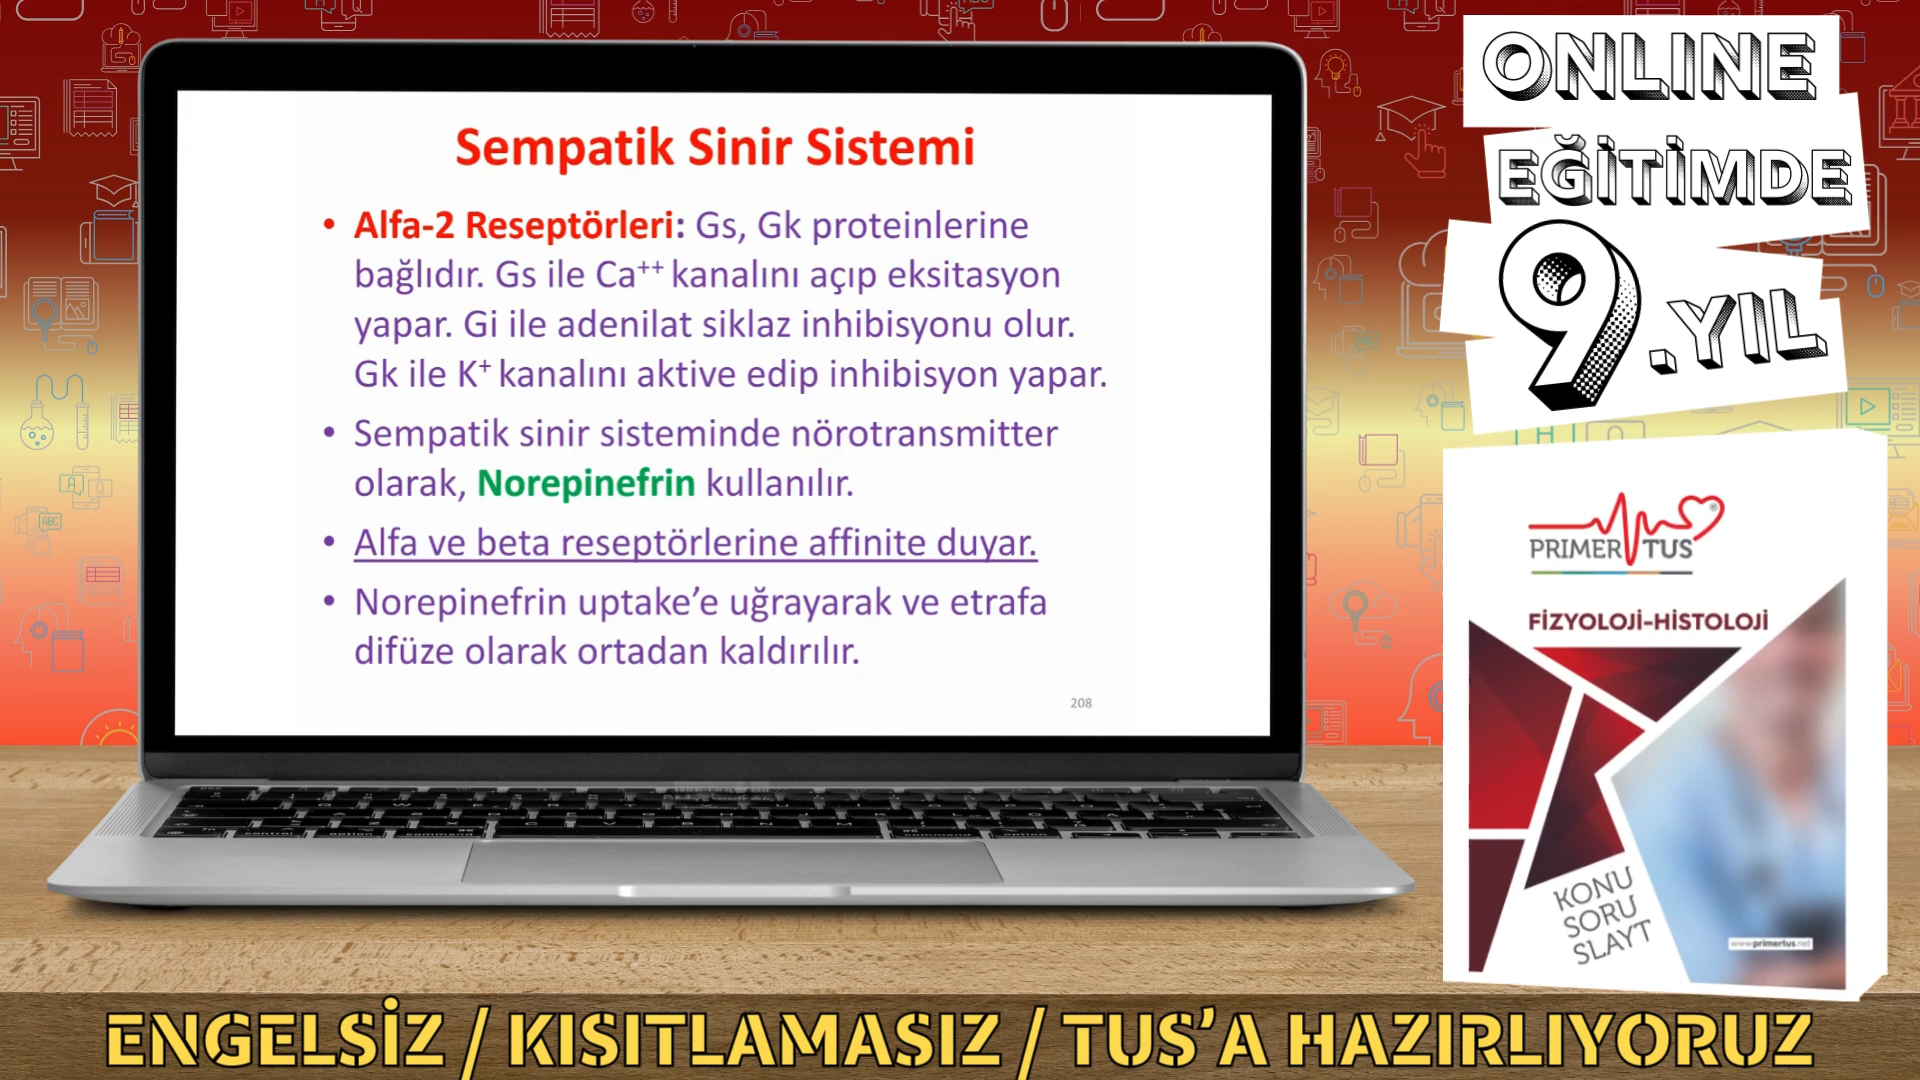 Sempatik Sinir Sistemi
• Alfa-2 Reseptörleri: Gs, Gk proteinlerine
bağlıdır. Gs ile Ca++ kanalını açıp eksitasyon
yapar. Gi ile adenilat siklaz inhibisyonu olur.
Gk ile K+ kanalını aktive edip inhibisyon yapar.
• Sempatik sinir sisteminde nörotransmitter
olarak, Norepinefrin kullanılır.
• Alfa ve beta reseptörlerine affinite duyar.
• Norepinefrin uptake’e uğrayarak ve etrafa
difüze olarak ortadan kaldırılır.
208
ONLINE
EĞİTİMDE
9.YIL
PRIMER TUS
FİZYOLOJİ-HİSTOLOJİ
KONU
SORU
SLAYT
www.primertus.net
ENGELSİZ / KISITLAMASIZ / TUS’A HAZIRLIYORUZ